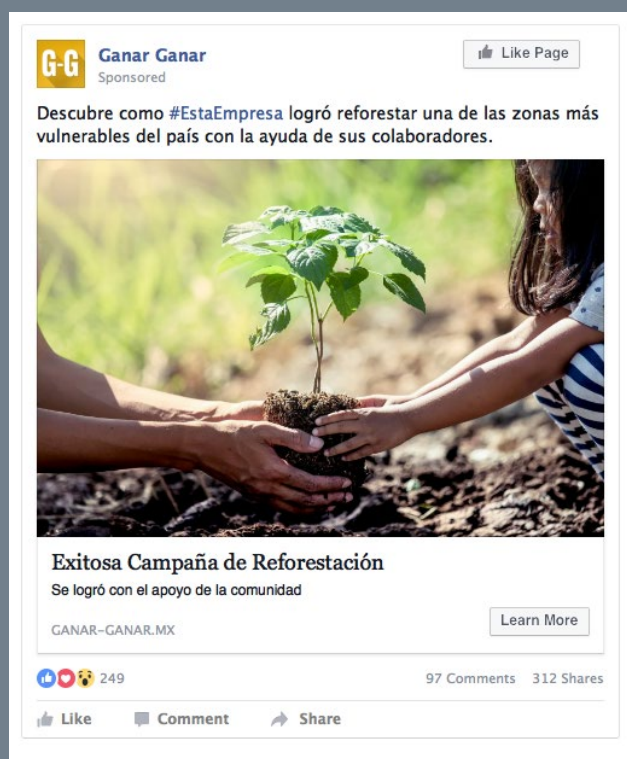 G-G
Ganar Ganar
Sponsored
Like Page
Descubre como #EstaEmpresa logró reforestar una de las zonas más
vulnerables del país con la ayuda de sus colaboradores.
Exitosa Campaña de Reforestación
Se logró con el apoyo de la comunidad
GANAR-GANAR.MX
Learn More
249
97 Comments 312 Shares
Like Comment Share